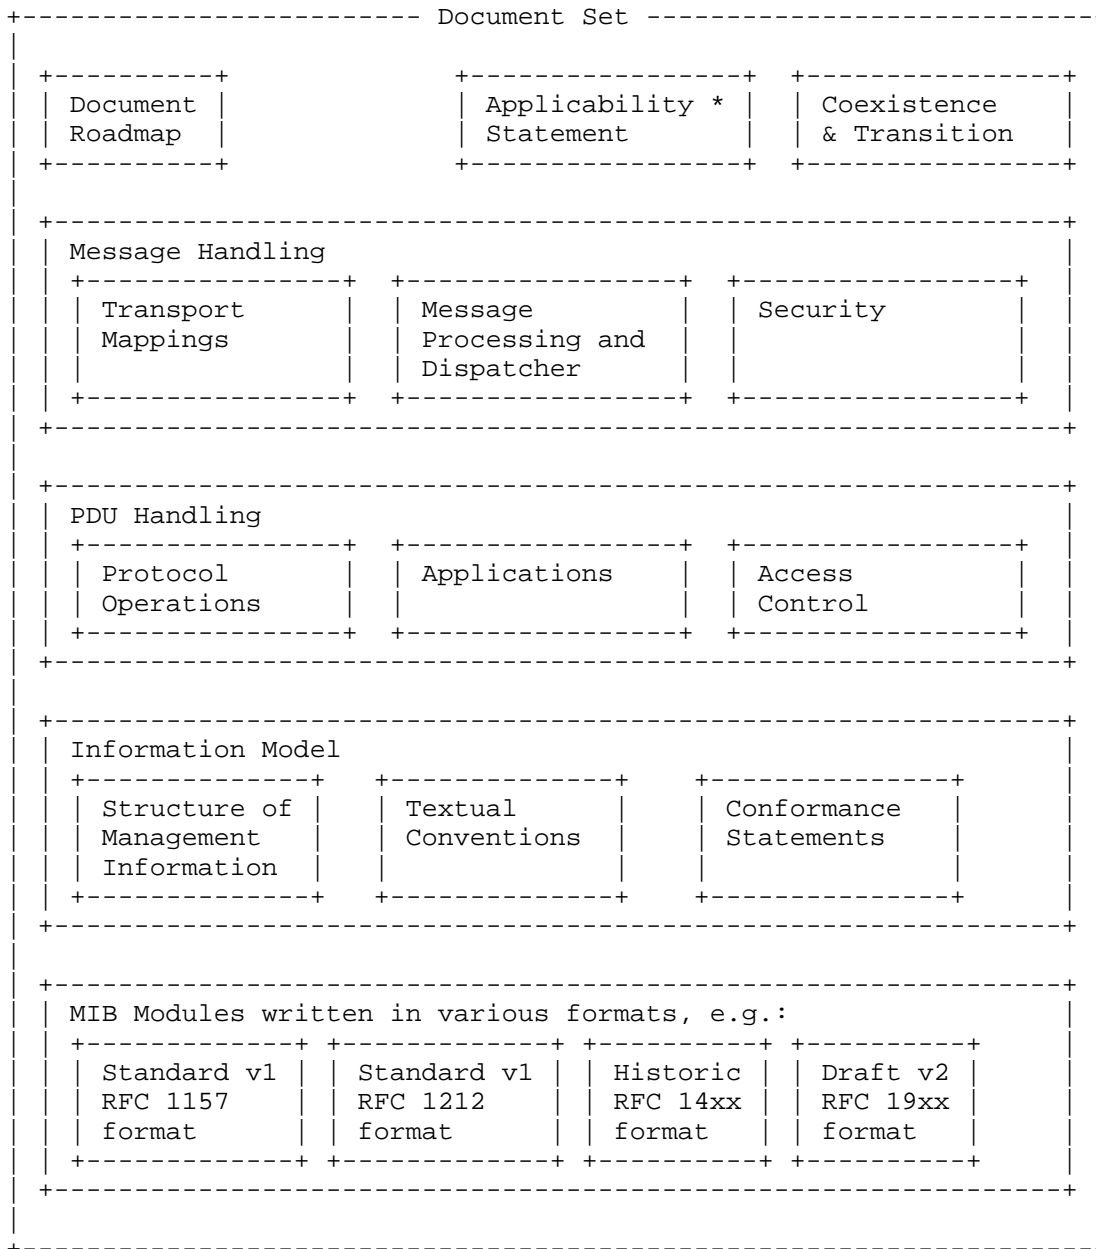 Document Set
Document Applicability * Coexistence
Roadmap Statement & Transition
Message Handling
Transport Message Security
Mappings Processing and
Dispatcher
PDU Handling
Protocol Applications Access
Operations Control
Information Model
Structure of Textual Conformance
Management Conventions Statements
Information
MIB Modules written in various formats, e.g.:
Standard v1 Standard v1 Historic Draft v2
RFC 1157 RFC 1212 RFC 14xx RFC 19xx
format format format format